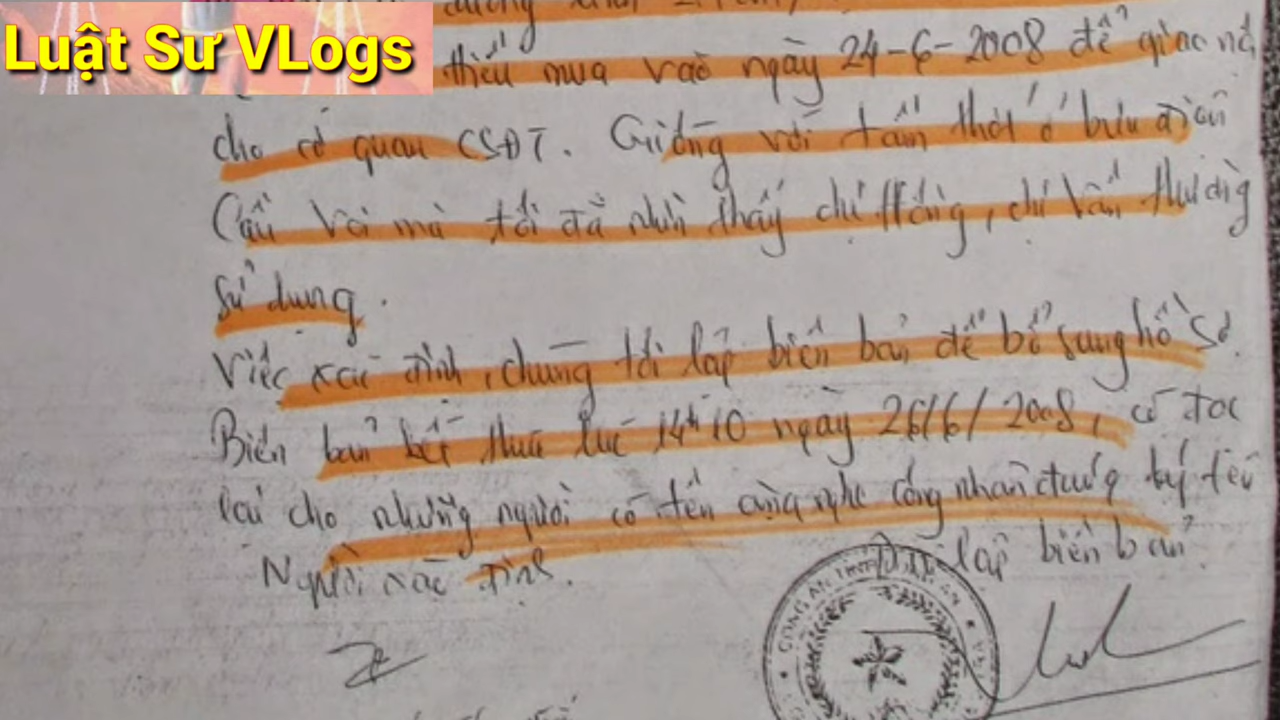 Luật Sư VLogs
thiếu mua vào ngày 24-6-2008 để giao nộ
cho cơ quan CSĐT. Giống với tấm thớt ở bưu điện
Cầu Voi mà tôi đã nhìn thấy chị Hồng, chị Vân thường
sử dụng.
Việc xác định, chúng tôi lập biên bản để bổ sung hồ sơ.
Biên bản kết thúc lúc 14h10 ngày 26/6/2008, có đọc
lại cho những người có tên cùng nghe công nhận đúng ký tên
lập biên bản
Người xác định.
CÔNG AN TỈNH